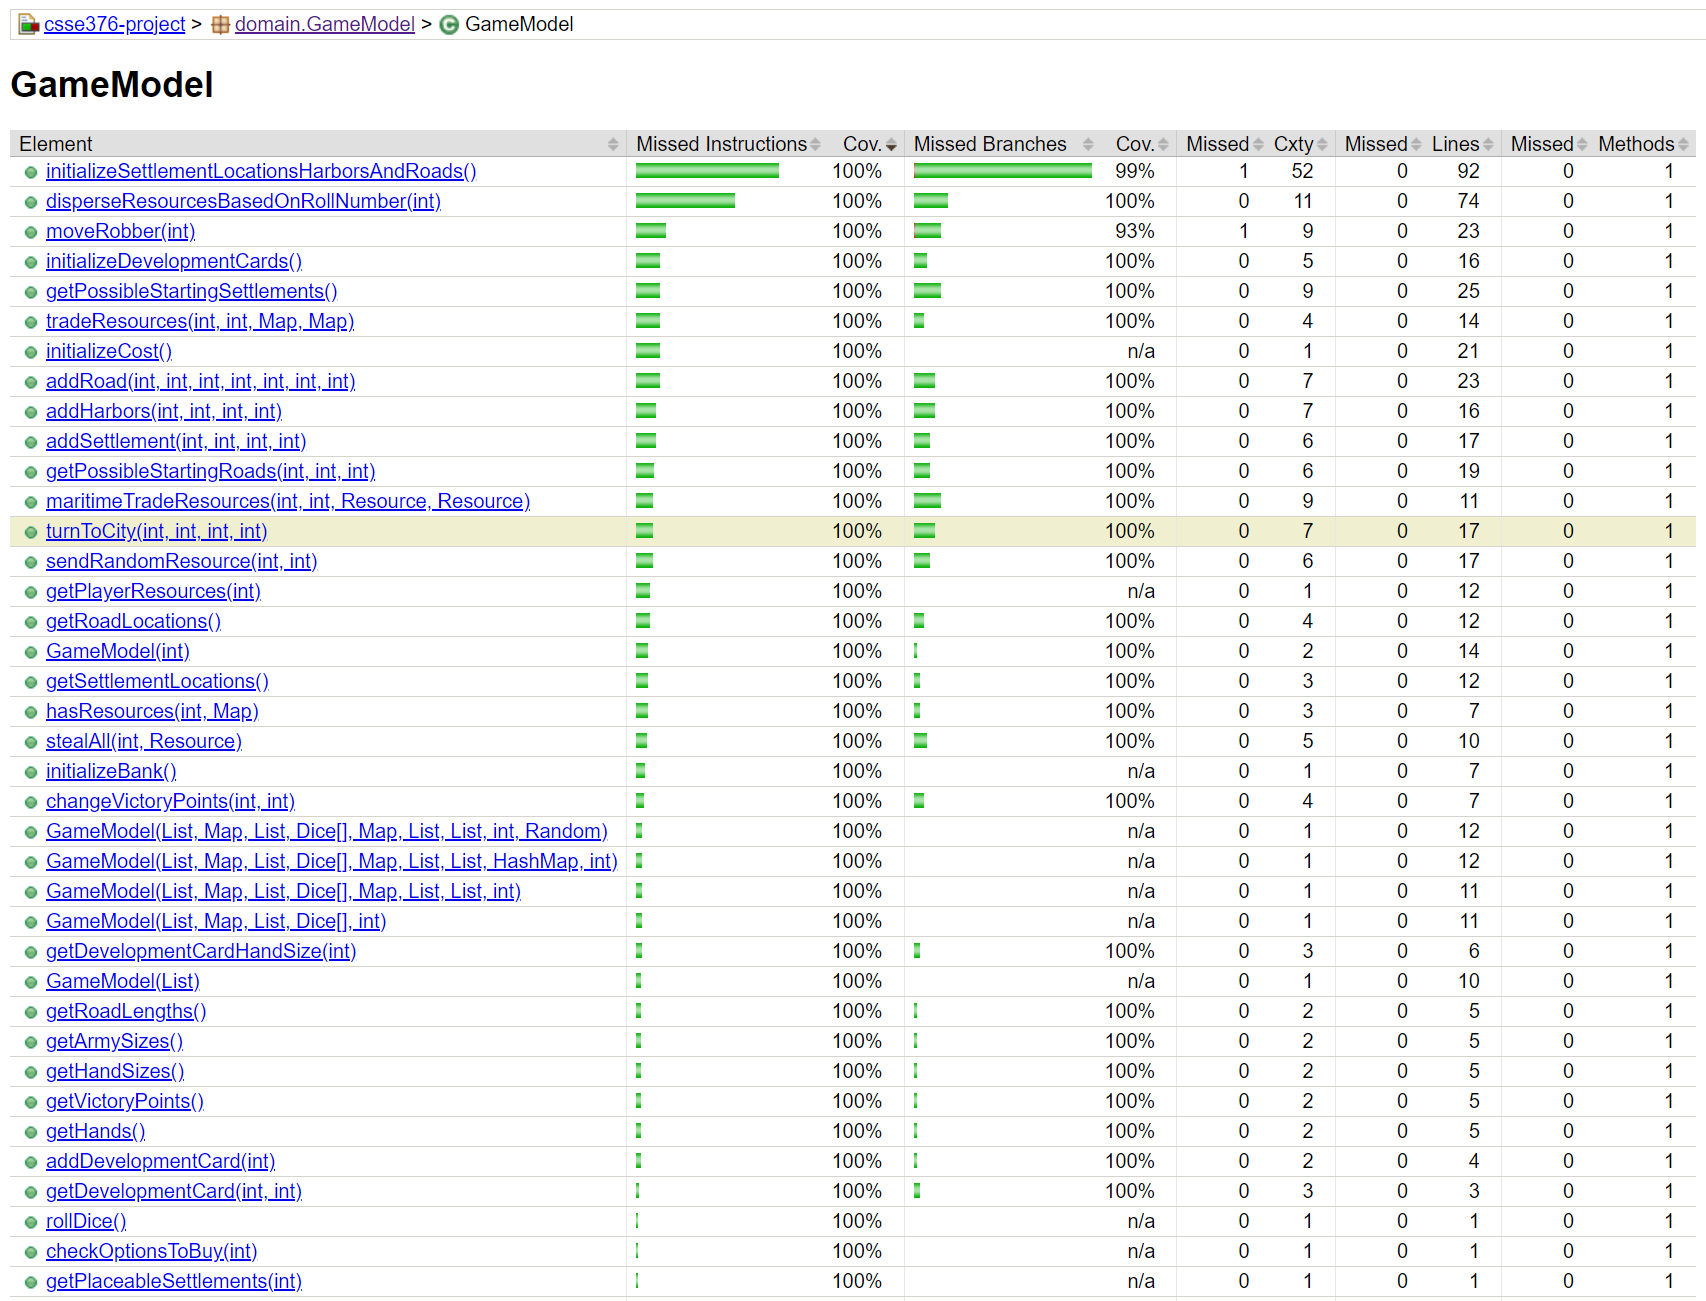 csse376-project > domain.GameModel > GameModel
GameModel
Element Missed Instructions Cov. Missed Branches Cov. Missed Cxty Missed Lines Missed Methods
initializeSettlementLocationsHarborsAndRoads() 100% 99% 1 52 0 92 0 1
disperseResourcesBasedOnRollNumber(int) 100% 100% 0 11 0 74 0 1
moveRobber(int) 100% 93% 1 9 0 23 0 1
initializeDevelopmentCards() 100% 100% 0 5 0 16 0 1
getPossibleStartingSettlements() 100% 100% 0 9 0 25 0 1
tradeResources(int, int, Map, Map) 100% 100% 0 4 0 14 0 1
initializeCost() 100% n/a 0 1 0 21 0 1
addRoad(int, int, int, int, int, int, int) 100% 100% 0 7 0 23 0 1
addHarbors(int, int, int, int) 100% 100% 0 7 0 16 0 1
addSettlement(int, int, int, int) 100% 100% 0 6 0 17 0 1
getPossibleStartingRoads(int, int, int) 100% 100% 0 6 0 19 0 1
maritimeTradeResources(int, int, Resource, Resource) 100% 100% 0 9 0 11 0 1
turnToCity(int, int, int, int) 100% 100% 0 7 0 17 0 1
sendRandomResource(int, int) 100% 100% 0 6 0 17 0 1
getPlayerResources(int) 100% n/a 0 1 0 12 0 1
getRoadLocations() 100% 100% 0 4 0 12 0 1
GameModel(int) 100% 100% 0 2 0 14 0 1
getSettlementLocations() 100% 100% 0 3 0 12 0 1
hasResources(int, Map) 100% 100% 0 3 0 7 0 1
stealAll(int, Resource) 100% 100% 0 5 0 10 0 1
initializeBank() 100% n/a 0 1 0 7 0 1
changeVictoryPoints(int, int) 100% 100% 0 4 0 7 0 1
GameModel(List, Map, List, Dice[], Map, List, List, int, Random) 100% n/a 0 1 0 12 0 1
GameModel(List, Map, List, Dice[], Map, List, List, HashMap, int) 100% n/a 0 1 0 12 0 1
GameModel(List, Map, List, Dice[], Map, List, List, int) 100% n/a 0 1 0 11 0 1
GameModel(List, Map, List, Dice[], int) 100% n/a 0 1 0 11 0 1
getDevelopmentCardHandSize(int) 100% 100% 0 3 0 6 0 1
GameModel(List) 100% n/a 0 1 0 10 0 1
getRoadLengths() 100% 100% 0 2 0 5 0 1
getArmySizes() 100% 100% 0 2 0 5 0 1
getHandSizes() 100% 100% 0 2 0 5 0 1
getVictoryPoints() 100% 100% 0 2 0 5 0 1
getHands() 100% 100% 0 2 0 5 0 1
addDevelopmentCard(int) 100% 100% 0 2 0 4 0 1
getDevelopmentCard(int, int) 100% 100% 0 3 0 3 0 1
rollDice() 100% n/a 0 1 0 1 0 1
checkOptionsToBuy(int) 100% n/a 0 1 0 1 0 1
getPlaceableSettlements(int) 100% n/a 0 1 0 1 0 1